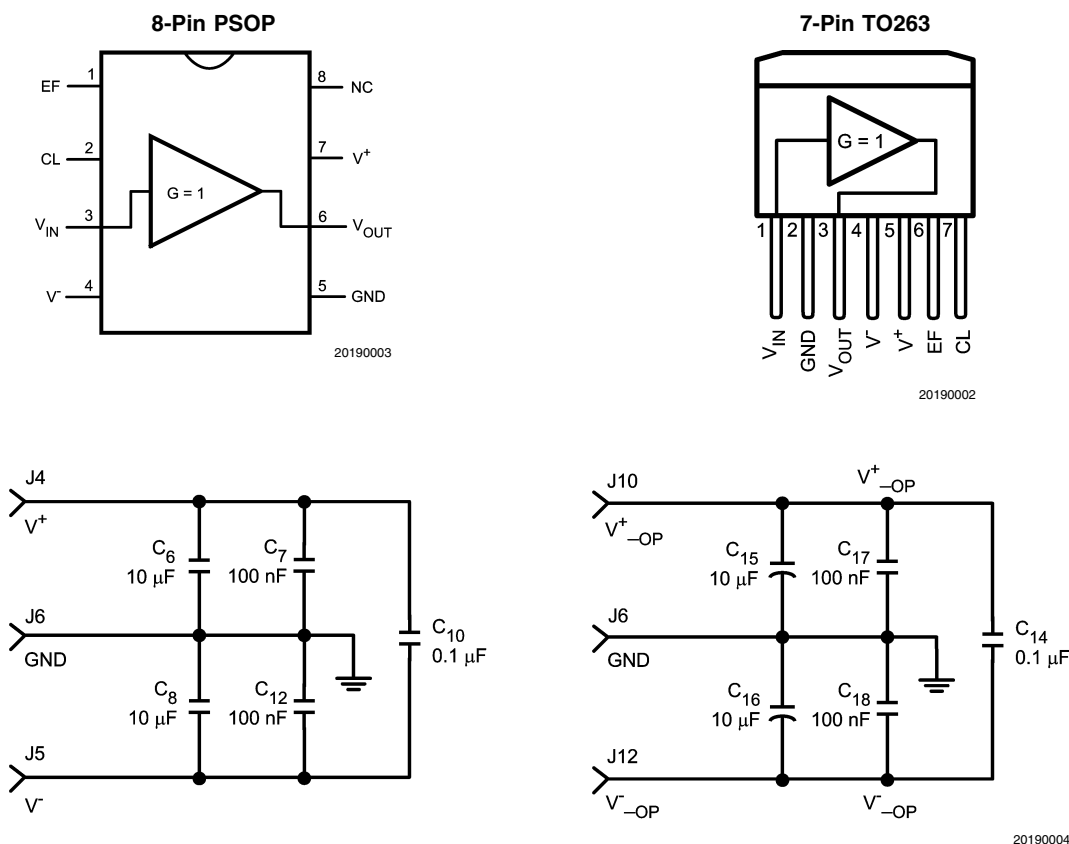 8-Pin PSOP
EF 1
CL 2
V_IN 3
V- 4
8 NC
7 V+
6 V_OUT
5 GND
G = 1
20190003
7-Pin TO263
G = 1
1 2 3 4 5 6 7
V_IN GND V_OUT V- V+ EF CL
20190002
J4
V+
C6
10 µF
C7
100 nF
J6
GND
C10
0.1 µF
C8
10 µF
C12
100 nF
J5
V-
J10
V+_–OP
V+_–OP
C15
10 µF
C17
100 nF
J6
GND
C14
0.1 µF
C16
10 µF
C18
100 nF
J12
V-_–OP
V-_–OP
20190004